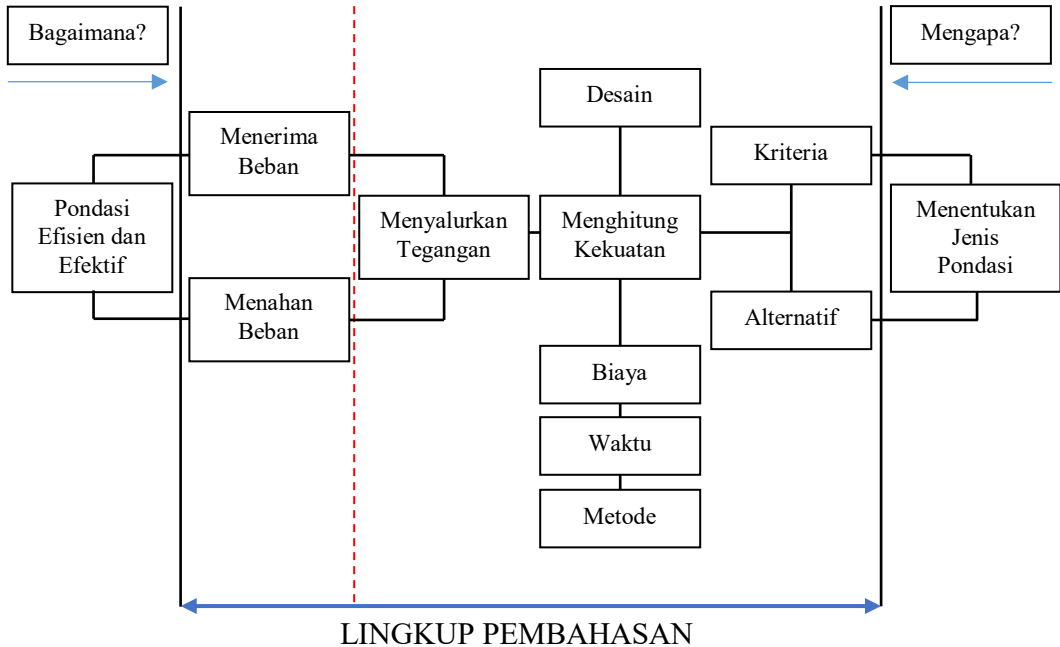 Bagaimana?
Mengapa?
Desain
Menerima
Beban
Kriteria
Pondasi
Efisien dan
Efektif
Menyalurkan
Tegangan
Menghitung
Kekuatan
Menentukan
Jenis
Pondasi
Menahan
Beban
Alternatif
Biaya
Waktu
Metode
LINGKUP PEMBAHASAN